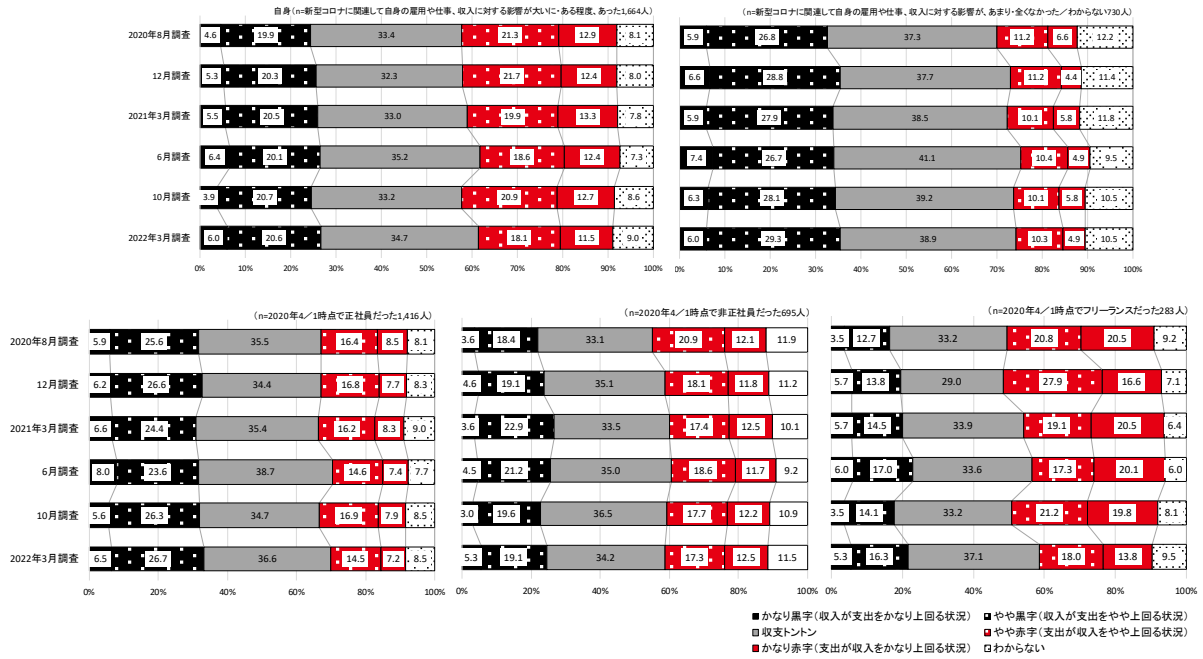 自身(n=新型コロナに関連して自身の雇用や仕事、収入に対する影響が大いに・ある程度、あった1,664人)
2020年8月調査 4.6 19.9 33.4 21.3 12.9 8.1
12月調査 5.3 20.3 32.3 21.7 12.4 8.0
2021年3月調査 5.5 20.5 33.0 19.9 13.3 7.8
6月調査 6.4 20.1 35.2 18.6 12.4 7.3
10月調査 3.9 20.7 33.2 20.9 12.7 8.6
2022年3月調査 6.0 20.6 34.7 18.1 11.5 9.0
0% 10% 20% 30% 40% 50% 60% 70% 80% 90% 100%
(n=新型コロナに関連して自身の雇用や仕事、収入に対する影響が、あまり・全くなかった/わからない730人)
5.9 26.8 37.3 11.2 6.6 12.2
6.6 28.8 37.7 11.2 4.4 11.4
5.9 27.9 38.5 10.1 5.8 11.8
7.4 26.7 41.1 10.4 4.9 9.5
6.3 28.1 39.2 10.1 5.8 10.5
6.0 29.3 38.9 10.3 4.9 10.5
0% 10% 20% 30% 40% 50% 60% 70% 80% 90% 100%
(n=2020年4/1時点で正社員だった1,416人)
2020年8月調査 5.9 25.6 35.5 16.4 8.5 8.1
12月調査 6.2 26.6 34.4 16.8 7.7 8.3
2021年3月調査 6.6 24.4 35.4 16.2 8.3 9.0
6月調査 8.0 23.6 38.7 14.6 7.4 7.7
10月調査 5.6 26.3 34.7 16.9 7.9 8.5
2022年3月調査 6.5 26.7 36.6 14.5 7.2 8.5
0% 20% 40% 60% 80% 100%
(n=2020年4/1時点で非正社員だった695人)
3.6 18.4 33.1 20.9 12.1 11.9
4.6 19.1 35.1 18.1 11.8 11.2
3.6 22.9 33.5 17.4 12.5 10.1
4.5 21.2 35.0 18.6 11.7 9.2
3.0 19.6 36.5 17.7 12.2 10.9
5.3 19.1 34.2 17.3 12.5 11.5
0% 20% 40% 60% 80% 100%
(n=2020年4/1時点でフリーランスだった283人)
3.5 12.7 33.2 20.8 20.5 9.2
5.7 13.8 29.0 27.9 16.6 7.1
5.7 14.5 33.9 19.1 20.5 6.4
6.0 17.0 33.6 17.3 20.1 6.0
3.5 14.1 33.2 21.2 19.8 8.1
5.3 16.3 37.1 18.0 13.8 9.5
0% 20% 40% 60% 80% 100%
かなり黒字(収入が支出をかなり上回る状況) やや黒字(収入が支出をやや上回る状況)
収支トントン やや赤字(支出が収入をやや上回る状況)
かなり赤字(支出が収入をかなり上回る状況) わからない